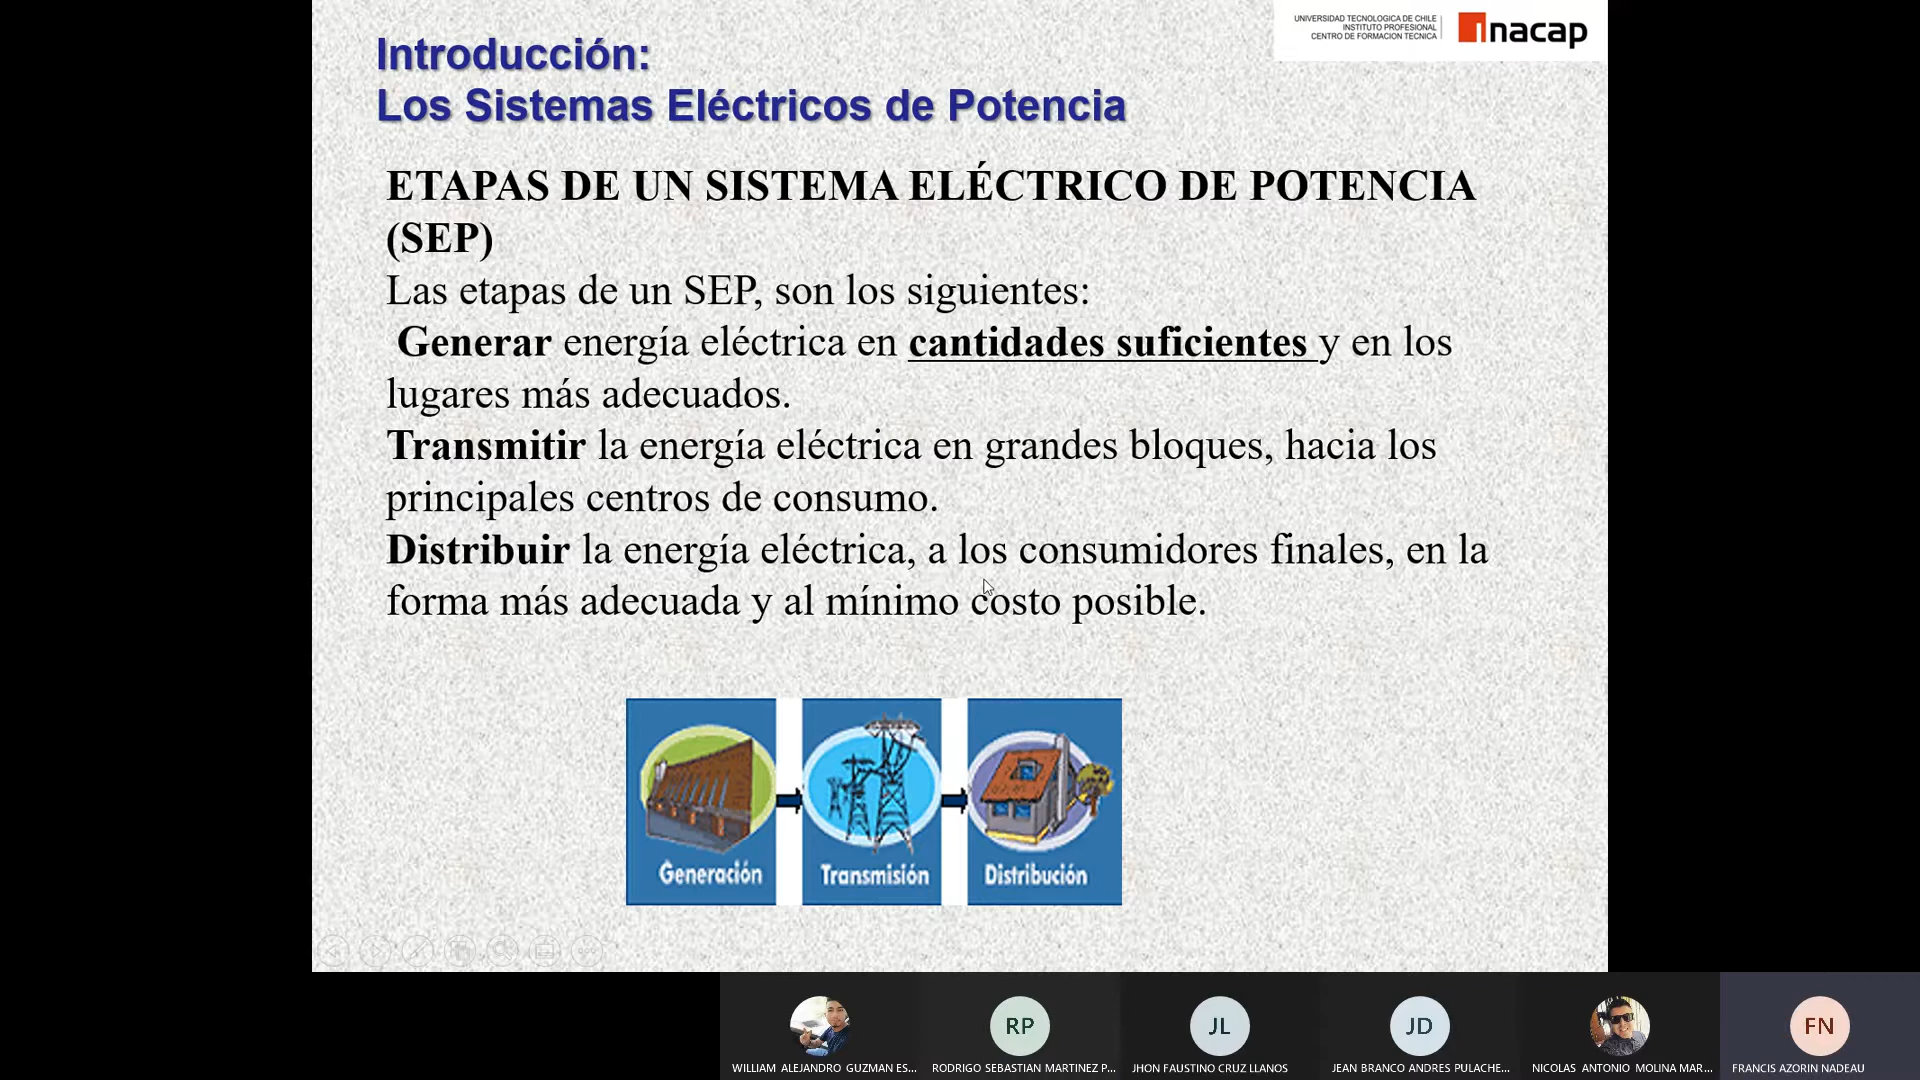 UNIVERSIDAD TECNOLOGICA DE CHILE
INSTITUTO PROFESIONAL
CENTRO DE FORMACION TECNICA
inacap
Introducción:
Los Sistemas Eléctricos de Potencia
ETAPAS DE UN SISTEMA ELÉCTRICO DE POTENCIA
(SEP)
Las etapas de un SEP, son los siguientes:
Generar energía eléctrica en cantidades suficientes y en los
lugares más adecuados.
Transmitir la energía eléctrica en grandes bloques, hacia los
principales centros de consumo.
Distribuir la energía eléctrica, a los consumidores finales, en la
forma más adecuada y al mínimo costo posible.
Generación
Transmisión
Distribución
RP
JL
JD
FN
WILLIAM ALEJANDRO GUZMAN ES...
RODRIGO SEBASTIAN MARTINEZ P...
JHON FAUSTINO CRUZ LLANOS
JEAN BRANCO ANDRES PULACHE...
NICOLAS ANTONIO MOLINA MAR...
FRANCIS AZORIN NADEAU